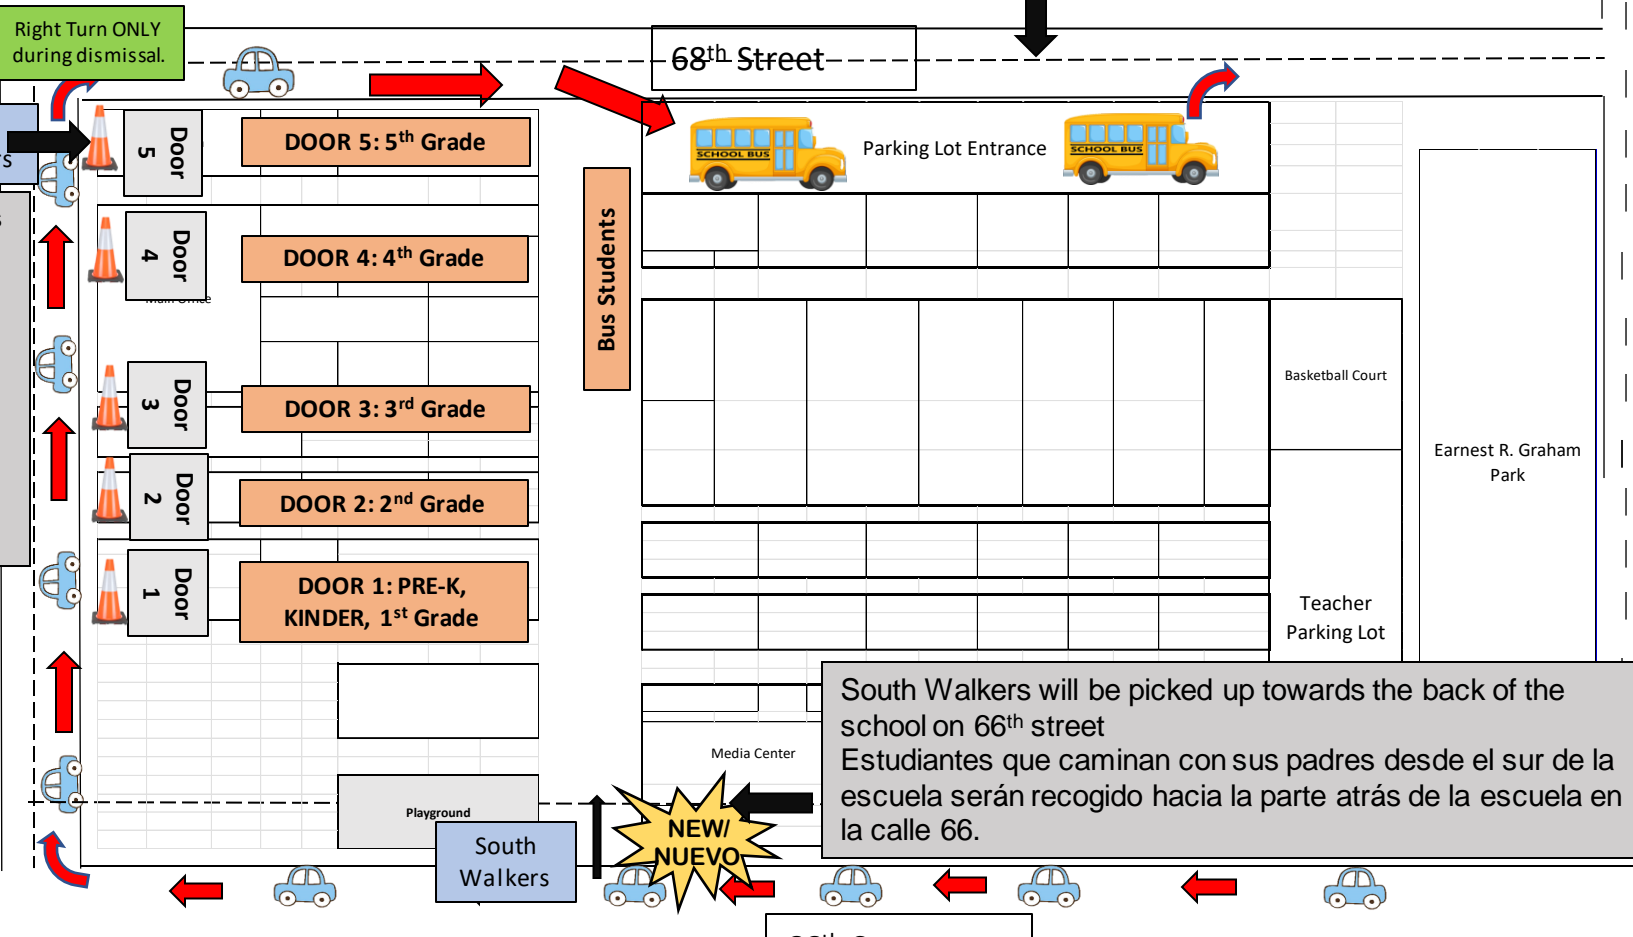 Right Turn ONLY
during dismissal.
68th Street
Door
5
DOOR 5: 5th Grade
SCHOOL BUS
Parking Lot Entrance
SCHOOL BUS
Door
4
DOOR 4: 4th Grade
Main Office
Bus Students
Door
3
DOOR 3: 3rd Grade
Basketball Court
Earnest R. Graham
Park
Door
2
DOOR 2: 2nd Grade
Door
1
DOOR 1: PRE-K,
KINDER, 1st Grade
Teacher
Parking Lot
South Walkers will be picked up towards the back of the
school on 66th street
Estudiantes que caminan con sus padres desde el sur de la
escuela serán recogido hacia la parte atrás de la escuela en
la calle 66.
Media Center
Playground
NEW/
NUEVO
South
Walkers